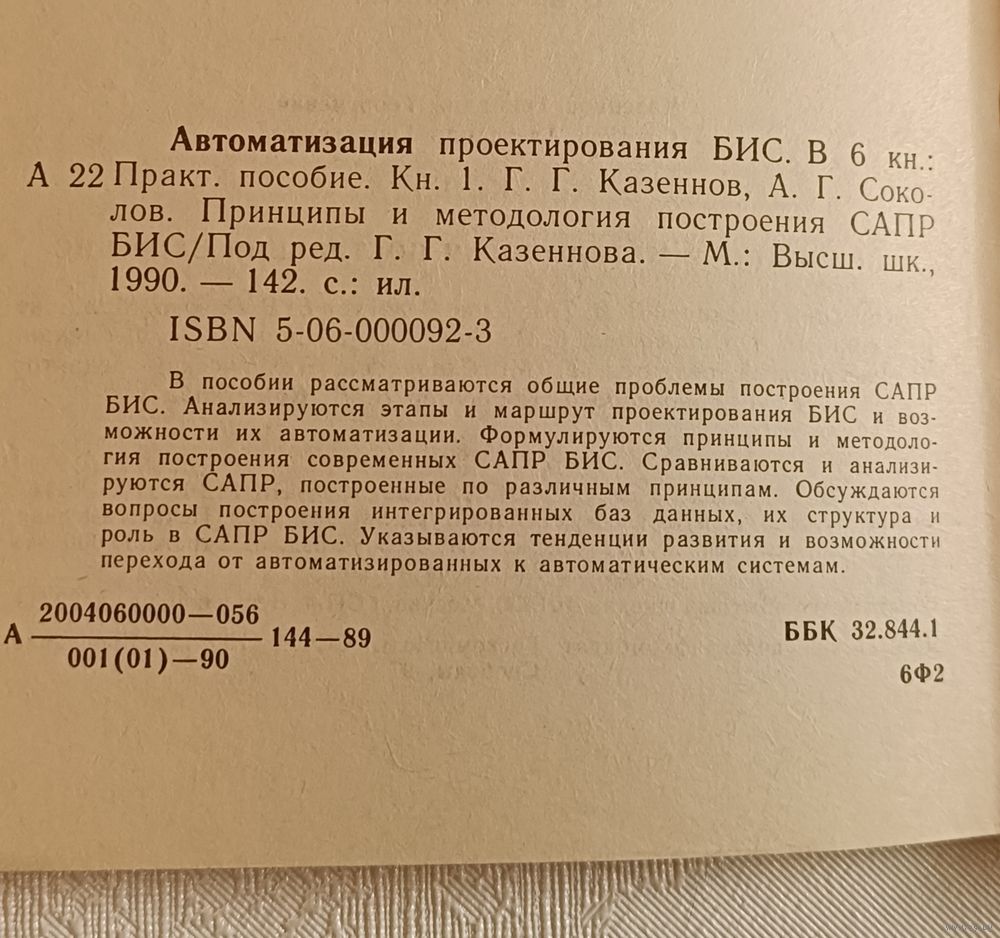 Автоматизация проектирования БИС. В 6 кн.:
А 22 Практ. пособие. Кн. 1. Г. Г. Казеннов, А. Г. Соко-
лов. Принципы и методология построения САПР
БИС/Под ред. Г. Г. Казеннова. — М.: Высш. шк.,
1990. — 142. с.: ил.
ISBN 5-06-000092-3
В пособии рассматриваются общие проблемы построения САПР
БИС. Анализируются этапы и маршрут проектирования БИС и воз-
можности их автоматизации. Формулируются принципы и методоло-
гия построения современных САПР БИС. Сравниваются и анализи-
руются САПР, построенные по различным принципам. Обсуждаются
вопросы построения интегрированных баз данных, их структура и
роль в САПР БИС. Указываются тенденции развития и возможности
перехода от автоматизированных к автоматическим системам.
2004060000—056
А 144—89
001(01)—90
ББК 32.844.1
6Ф2